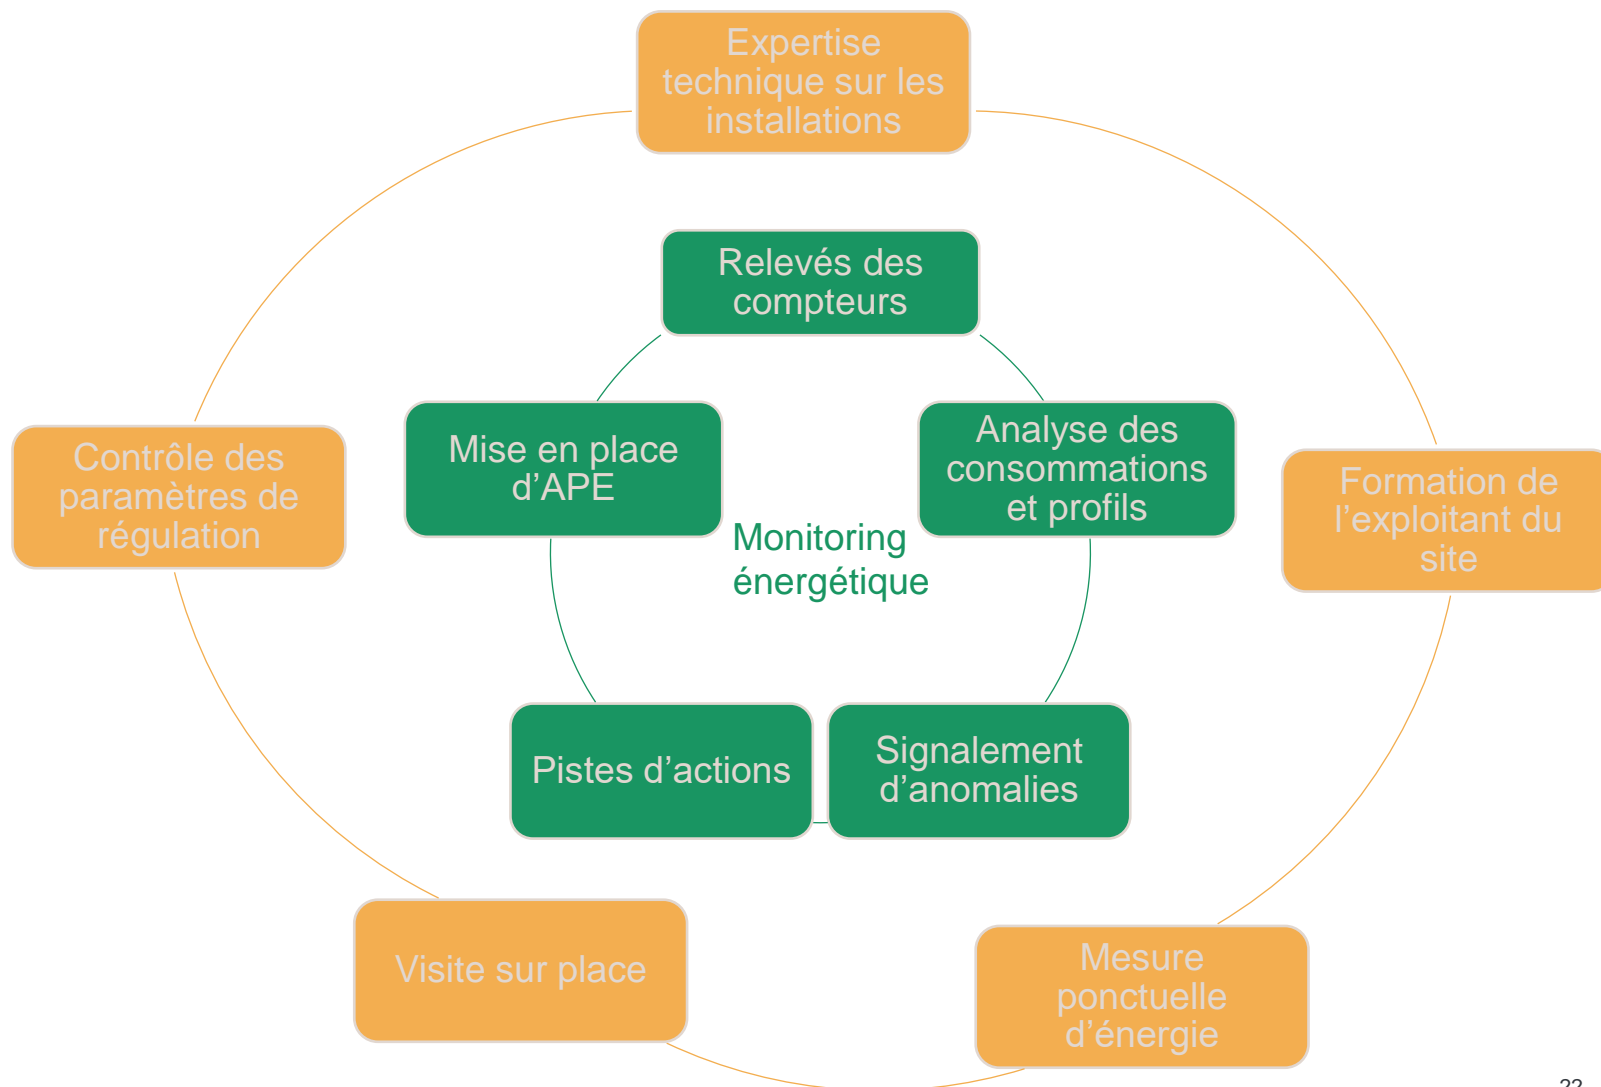 Expertise
technique sur les
installations
Relevés des
compteurs
Mise en place
d’APE
Analyse des
consommations
et profils
Contrôle des
paramètres de
régulation
Formation de
l’exploitant du
site
Monitoring
énergétique
Pistes d’actions
Signalement
d’anomalies
Visite sur place
Mesure
ponctuelle
d’énergie
22